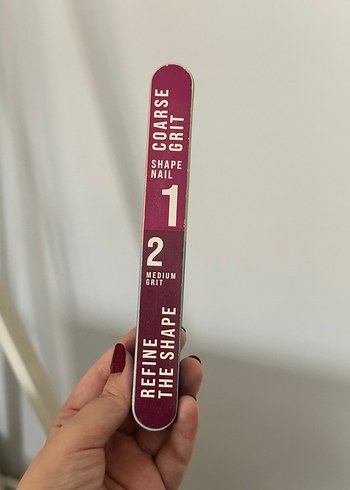 COARSE
GRIT
SHAPE
NAIL
1
2
MEDIUM
GRIT
REFINE
THE SHAPE